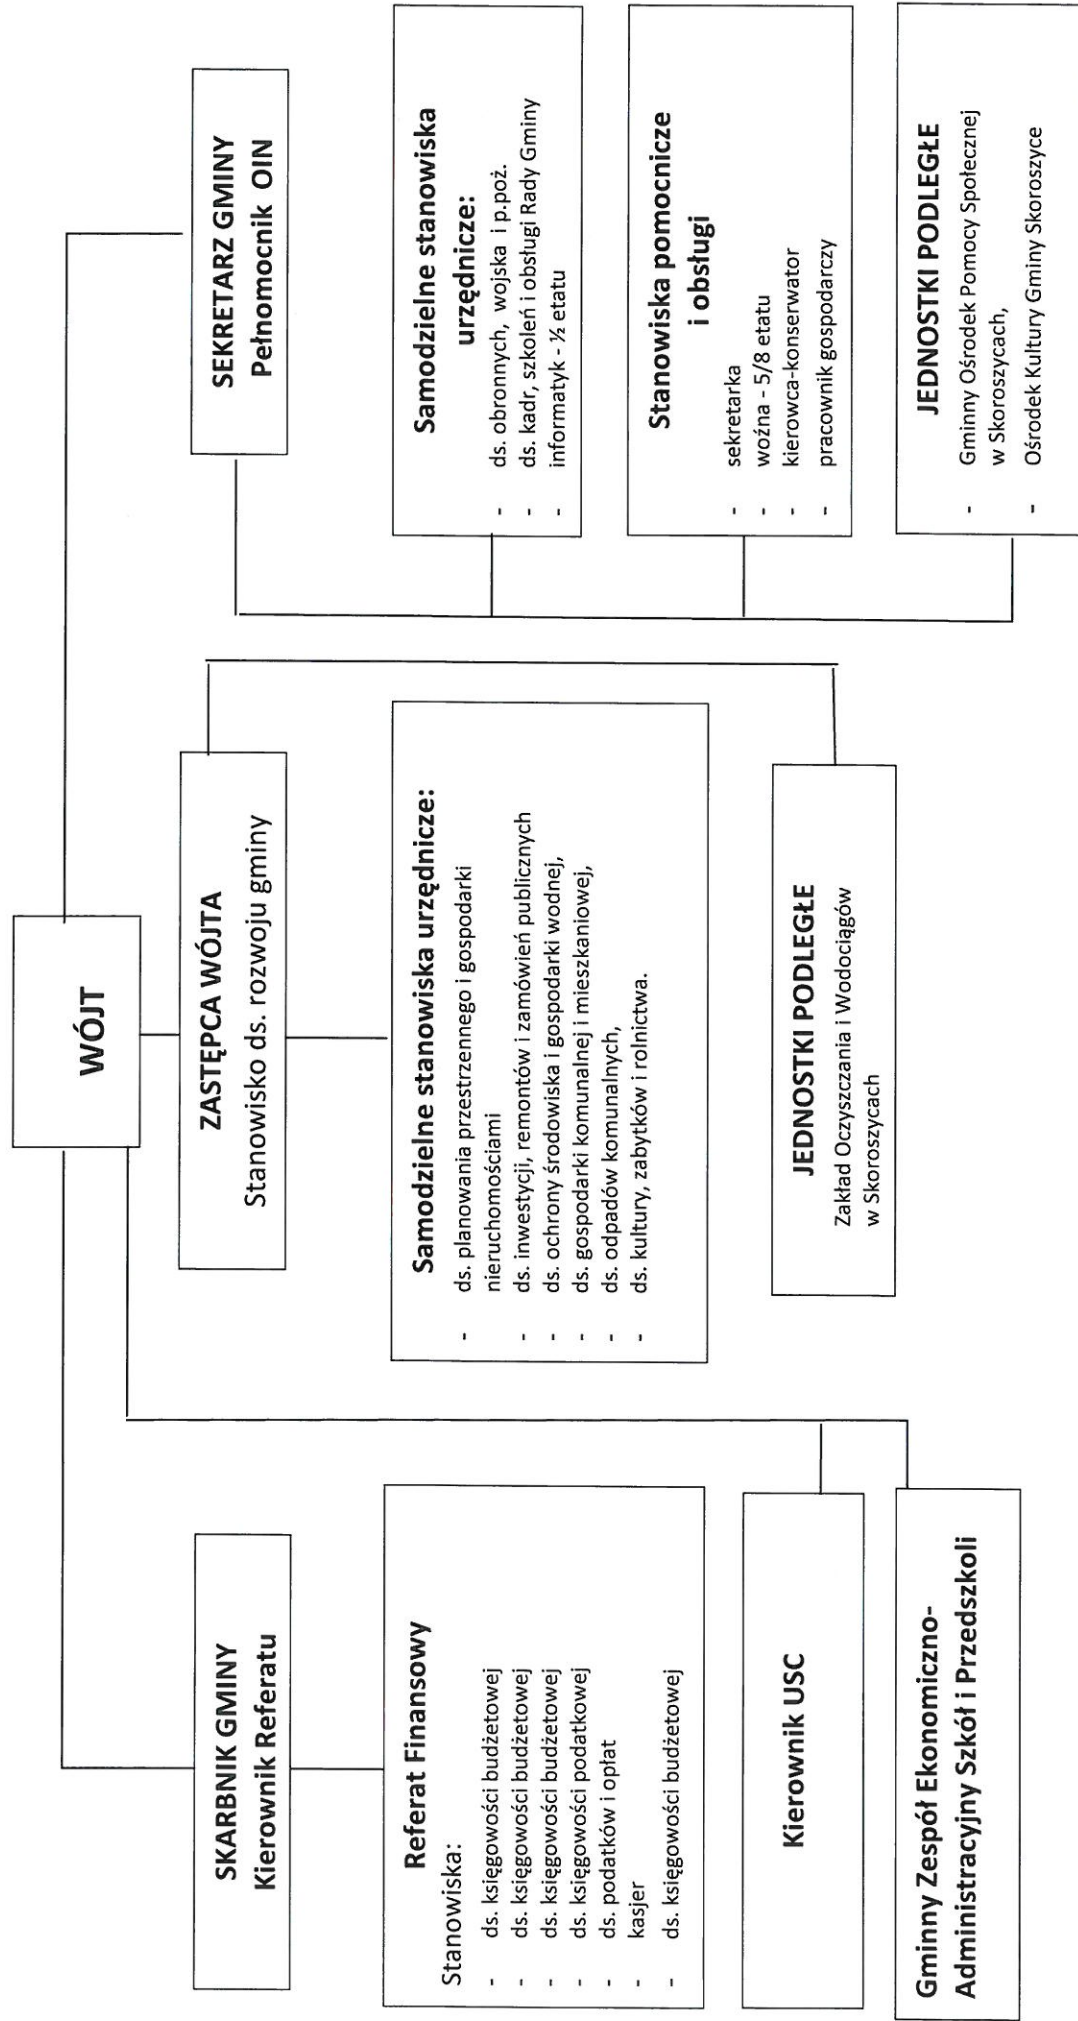 WÓJT
SKARBNIK GMINY
Kierownik Referatu
ZASTĘPCA WÓJTA
Stanowisko ds. rozwoju gminy
SEKRETARZ GMINY
Pełnomocnik OIN
Referat Finansowy
Stanowiska:
- ds. księgowości budżetowej
- ds. księgowości budżetowej
- ds. księgowości budżetowej
- ds. księgowości podatkowej
- ds. podatków i opłat
- kasjer
- ds. księgowości budżetowej
Kierownik USC
Gminny Zespół Ekonomiczno-
Administracyjny Szkół i Przedszkoli
Samodzielne stanowiska urzędnicze:
- ds. planowania przestrzennego i gospodarki
nieruchomościami
- ds. inwestycji, remontów i zamówień publicznych
- ds. ochrony środowiska i gospodarki wodnej,
- ds. gospodarki komunalnej i mieszkaniowej,
- ds. odpadów komunalnych,
- ds. kultury, zabytków i rolnictwa.
JEDNOSTKI PODLEGŁE
Zakład Oczyszczania i Wodociągów
w Skoroszycach
Samodzielne stanowiska
urzędnicze:
- ds. obronnych, wojska i p.poż.
- ds. kadr, szkoleń i obsługi Rady Gminy
- informatyk - ½ etatu
Stanowiska pomocnicze
i obsługi
- sekretarka
- woźna - 5/8 etatu
- kierowca-konserwator
- pracownik gospodarczy
JEDNOSTKI PODLEGŁE
- Gminny Ośrodek Pomocy Społecznej
w Skoroszycach,
- Ośrodek Kultury Gminy Skoroszyce